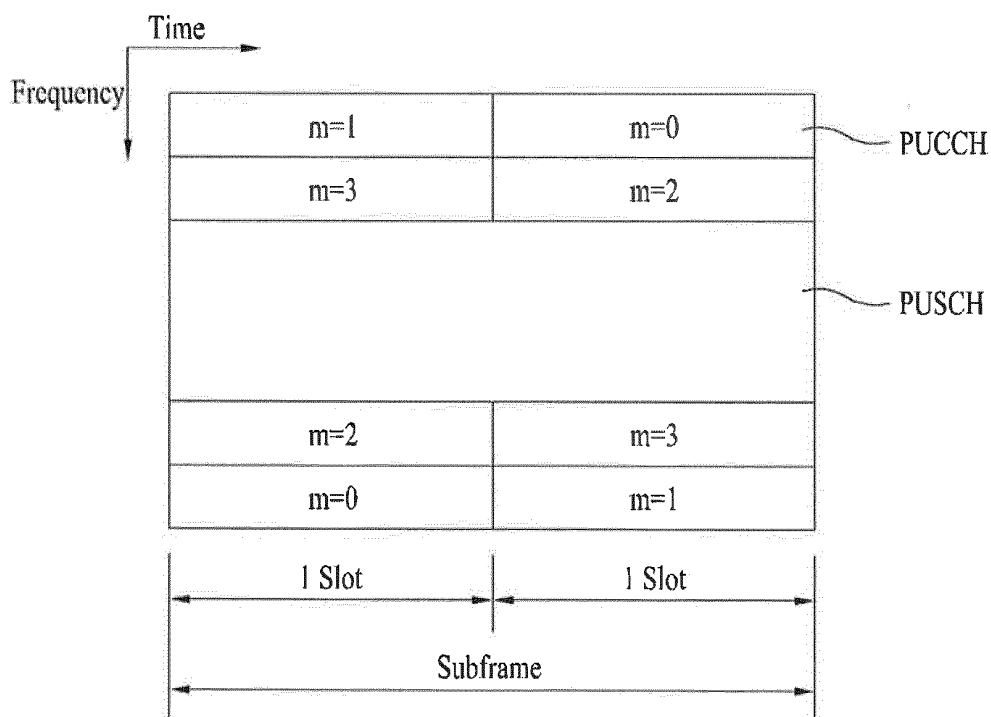 Time
Frequency
m=1 m=0
PUCCH
m=3 m=2
PUSCH
m=2 m=3
m=0 m=1
1 Slot 1 Slot
Subframe